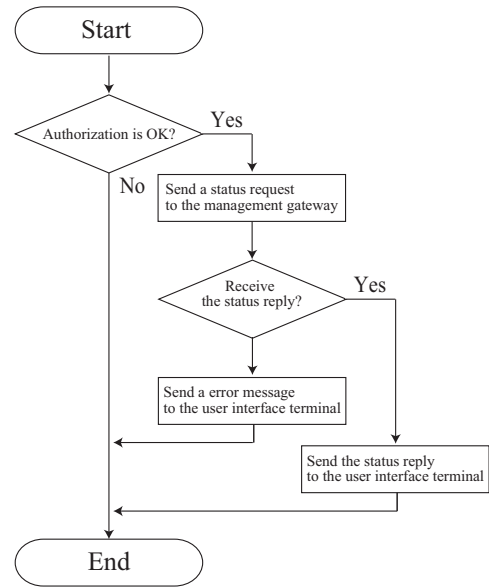 Start
Authorization is OK?
Yes
No
Send a status request
to the management gateway
Receive
the status reply?
Yes
Send a error message
to the user interface terminal
Send the status reply
to the user interface terminal
End